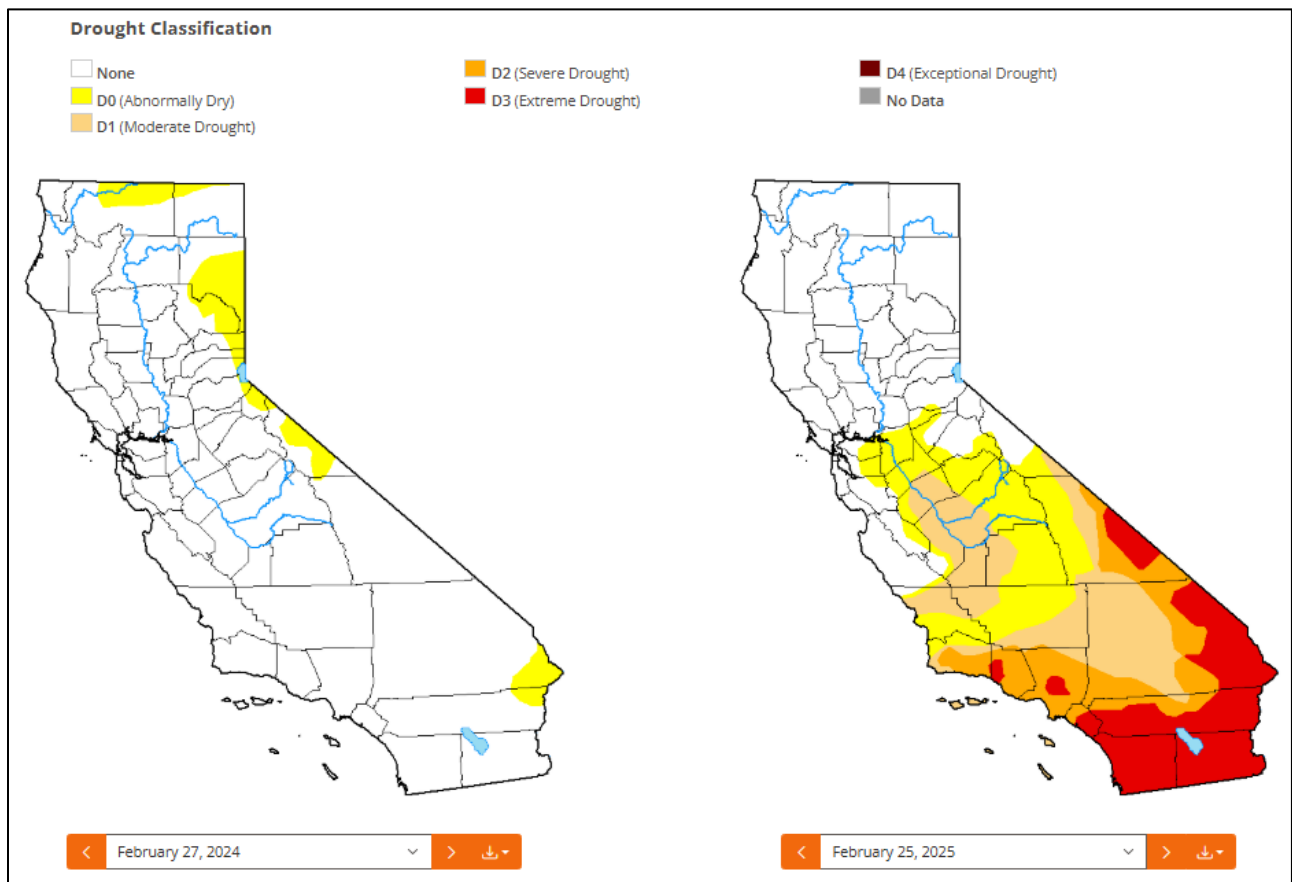 Drought Classification
None
D0 (Abnormally Dry)
D1 (Moderate Drought)
D2 (Severe Drought)
D3 (Extreme Drought)
D4 (Exceptional Drought)
No Data
February 27, 2024
February 25, 2025